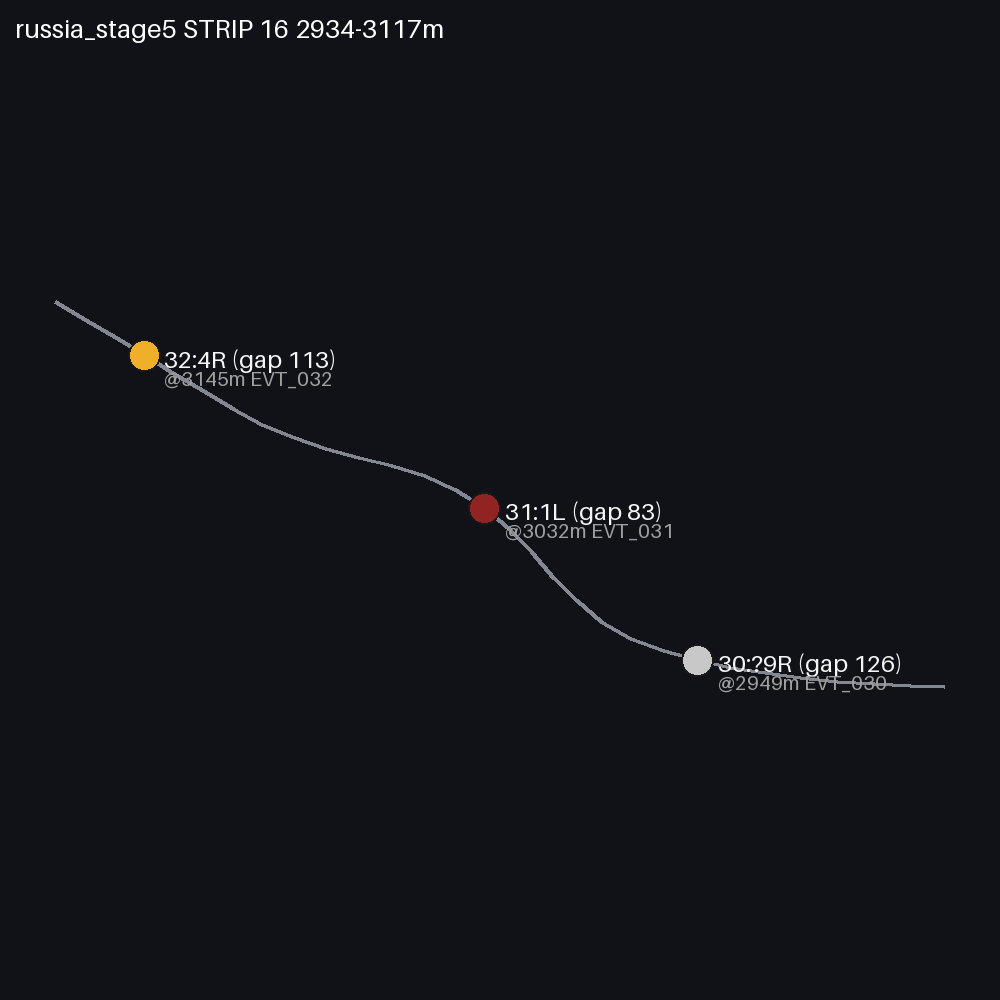 russia_stage5 STRIP 16 2934-3117m
32:4R (gap 113)
@3145m EVT_032
31:1L (gap 83)
@3032m EVT_031
30:?9R (gap 126)
@2949m EVT_030